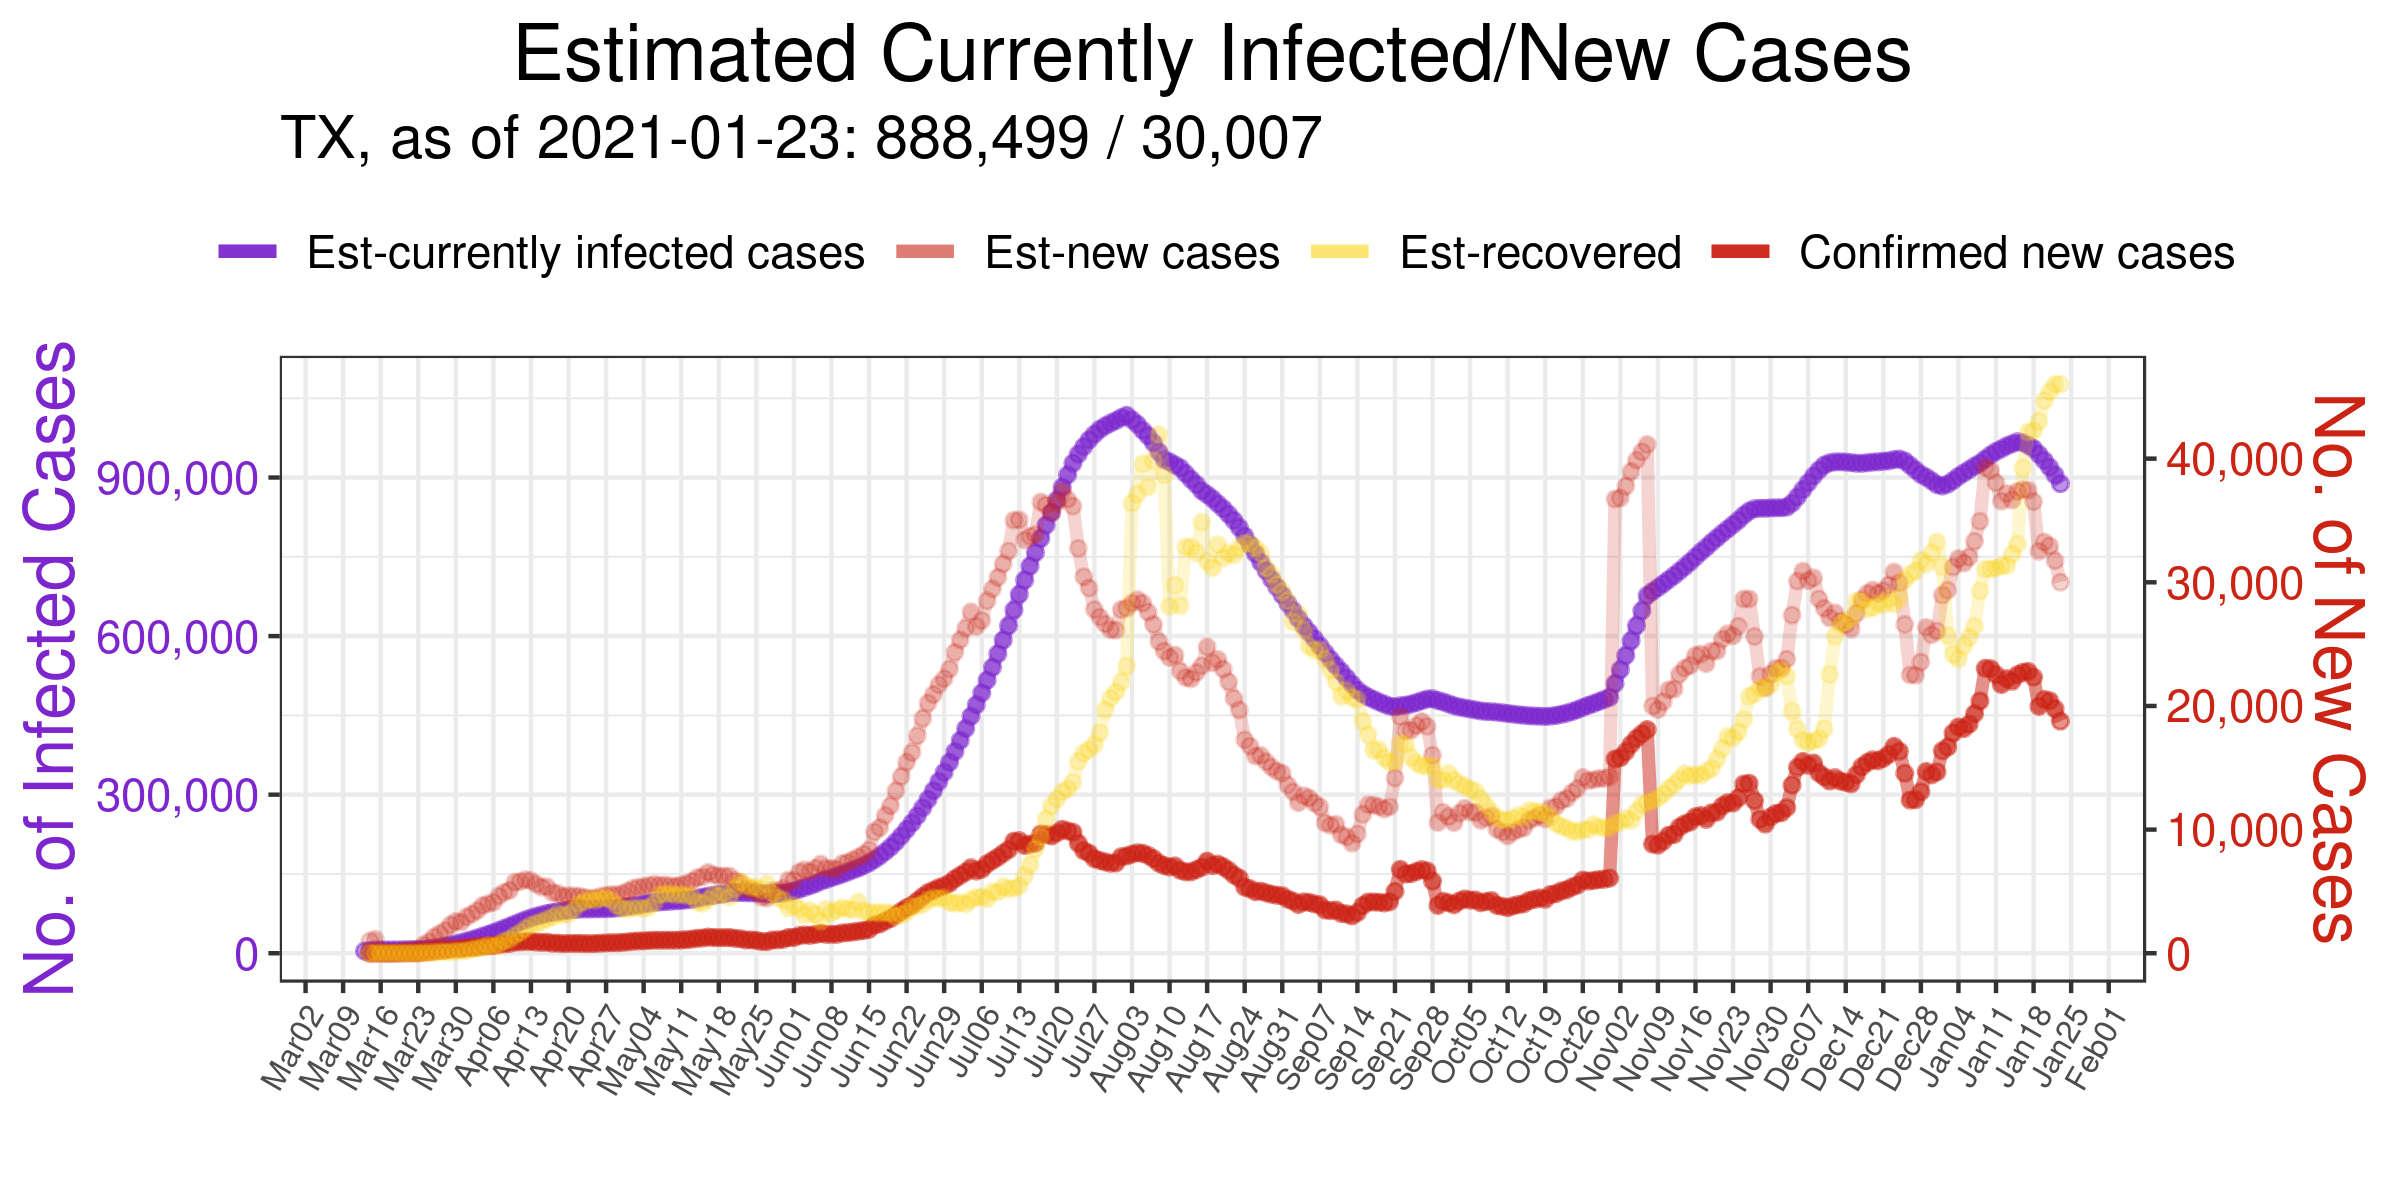 Estimated Currently Infected/New Cases
TX, as of 2021-01-23: 888,499 / 30,007
Est-currently infected cases Est-new cases Est-recovered Confirmed new cases
No. of Infected Cases
900,000
600,000
300,000
0
40,000
30,000
20,000
10,000
0
No. of New Cases
Mar02 Mar09 Mar16 Mar23 Mar30 Apr06 Apr13 Apr20 Apr27 May04 May11 May18 May25 Jun01 Jun08 Jun15 Jun22 Jun29 Jul06 Jul13 Jul20 Jul27 Aug03 Aug10 Aug17 Aug24 Aug31 Sep07 Sep14 Sep21 Sep28 Oct05 Oct12 Oct19 Oct26 Nov02 Nov09 Nov16 Nov23 Nov30 Dec07 Dec14 Dec21 Dec28 Jan04 Jan11 Jan18 Jan25 Feb01